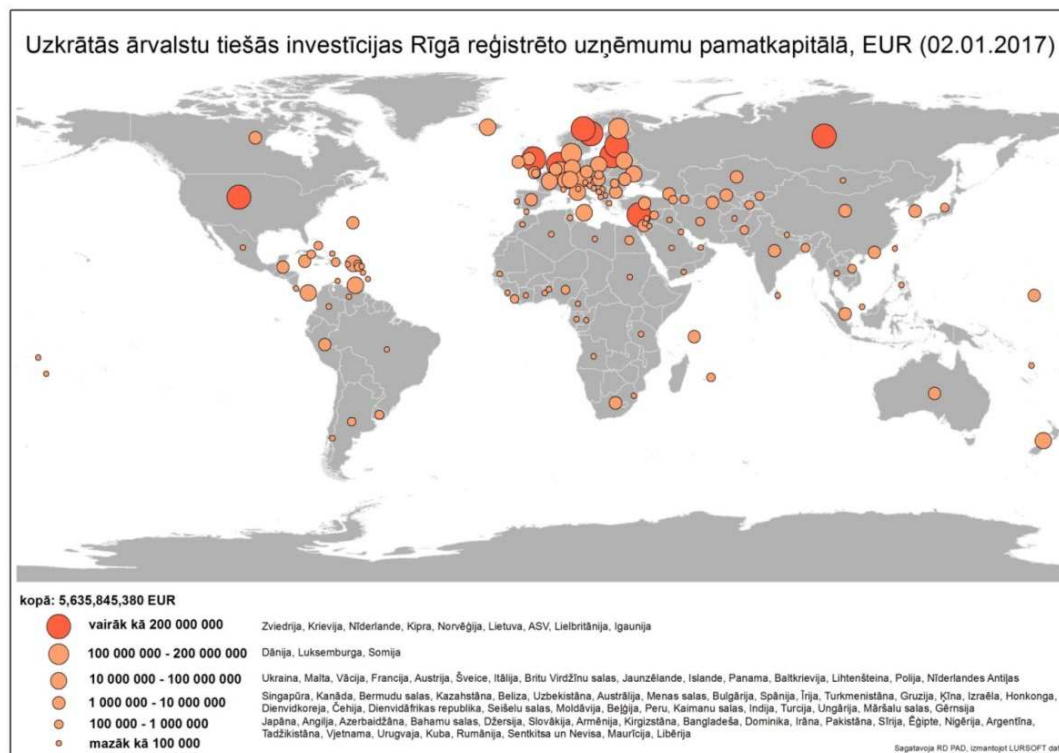 Uzkrātās ārvalstu tiešās investīcijas Rīgā reģistrēto uzņēmumu pamatkapitālā, EUR (02.01.2017)
kopā: 5,635,845,380 EUR
vairāk kā 200 000 000 Zviedrija, Krievija, Nīderlande, Kipra, Norvēģija, Lietuva, ASV, Lielbritānija, Igaunija
100 000 000 - 200 000 000 Dānija, Luksemburga, Somija
10 000 000 - 100 000 000 Ukraina, Malta, Vācija, Francija, Austrija, Šveice, Itālija, Britu Virdžīnu salas, Jaunzēlande, Islande, Panama, Baltkrievija, Lihtenšteina, Polija, Nīderlandes Antiļas
1 000 000 - 10 000 000 Singapūra, Kanāda, Bermudu salas, Kazahstāna, Beliza, Uzbekistāna, Austrālija, Menas salas, Bulgārija, Spānija, Īrija, Turkmenistāna, Gruzija, Ķīna, Izraēla, Honkonga,
Dienvidkoreja, Čehija, Dienvidāfrikas republika, Seišelu salas, Moldāvija, Beļģija, Peru, Kaimanu salas, Indija, Turcija, Ungārija, Māršalu salas, Gērnsija
100 000 - 1 000 000 Japāna, Angilja, Azerbaidžāna, Bahamu salas, Džersija, Slovākija, Armēnija, Kirgizstāna, Bangladeša, Dominika, Irāna, Pakistāna, Sīrija, Ēģipte, Nigērija, Argentīna,
Tadžikistāna, Vjetnama, Urugvaja, Kuba, Rumānija, Sentkitsa un Nevisa, Maurīcija, Libērija
mazāk kā 100 000
Sagatavoja RD PAD, izmantojot LURSOFT dat